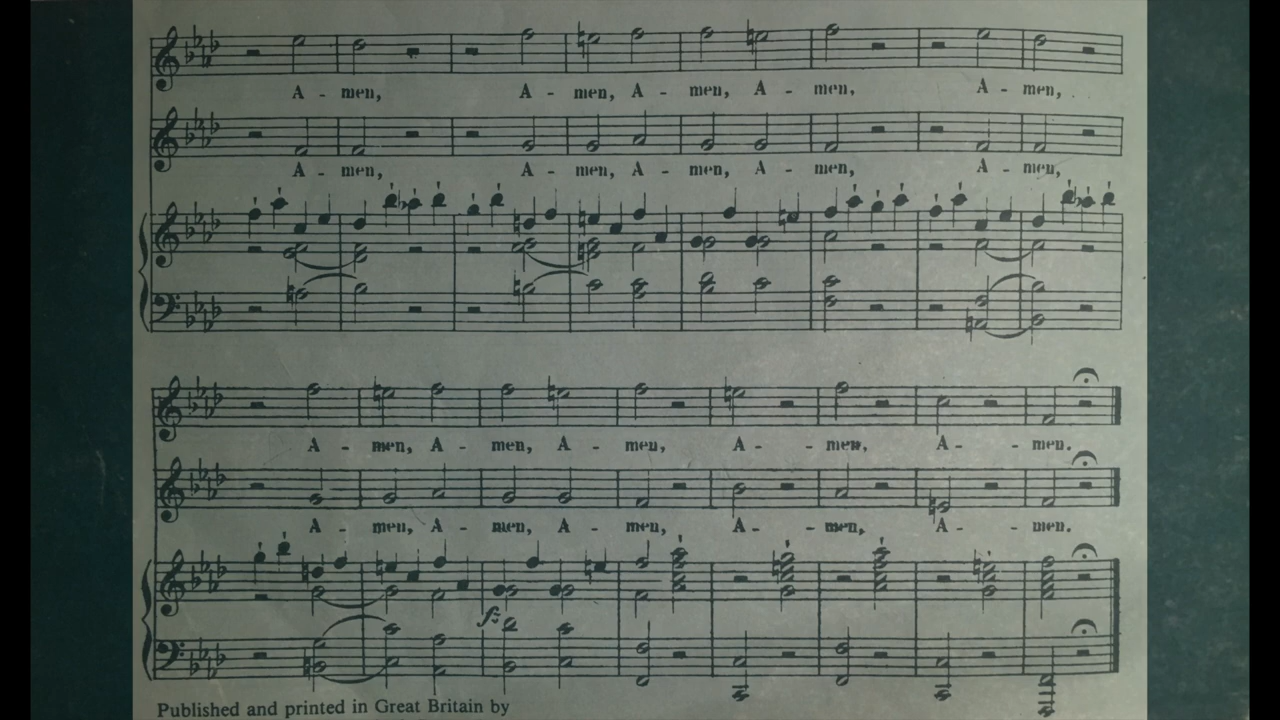 A - men, A - men, A - men, A - men, A - men,
A - men, A - men, A - men, A - men, A - men,
A - men, A - men, A - men, A - men, A - men.
A - men, A - men, A - men, A - men, A - men.
Published and printed in Great Britain by